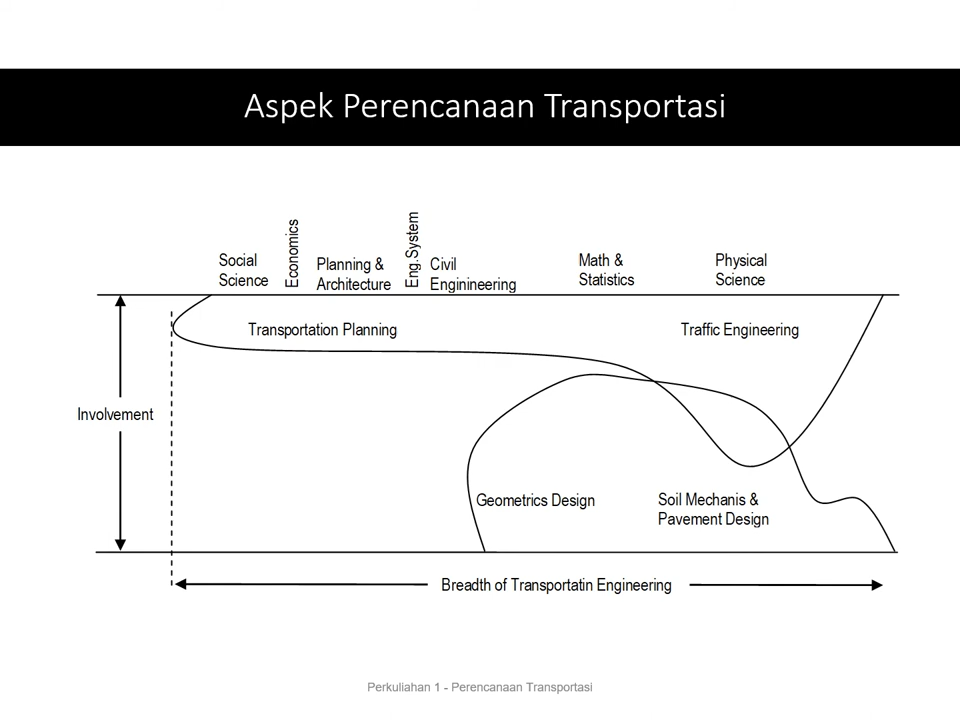 Aspek Perencanaan Transportasi
Social
Science
Economics
Planning &
Architecture
Eng.System
Civil
Enginineering
Math &
Statistics
Physical
Science
Transportation Planning
Traffic Engineering
Involvement
Geometrics Design
Soil Mechanis &
Pavement Design
Breadth of Transportatin Engineering
Perkuliahan 1 - Perencanaan Transportasi